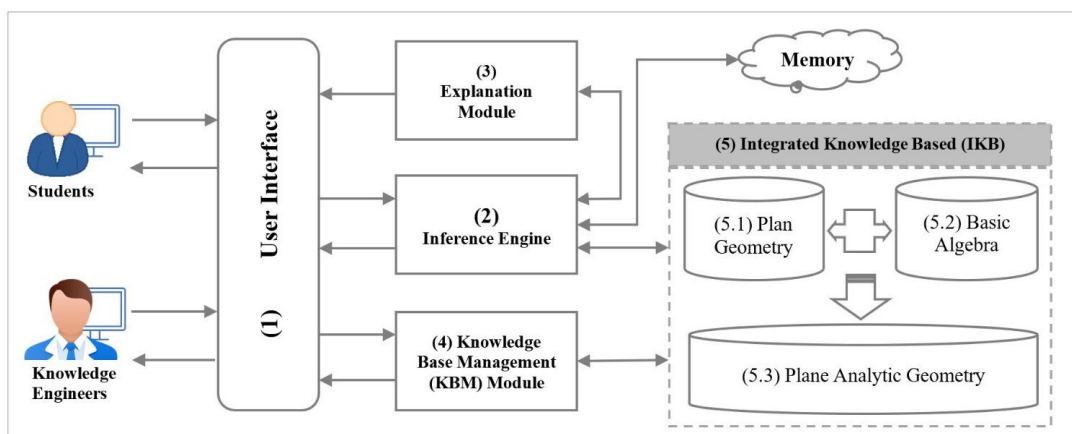 Students
Knowledge
Engineers
(1) User Interface
(3)
Explanation
Module
(2)
Inference Engine
(4) Knowledge
Base Management
(KBM) Module
Memory
(5) Integrated Knowledge Based (IKB)
(5.1) Plan
Geometry
(5.2) Basic
Algebra
(5.3) Plane Analytic Geometry